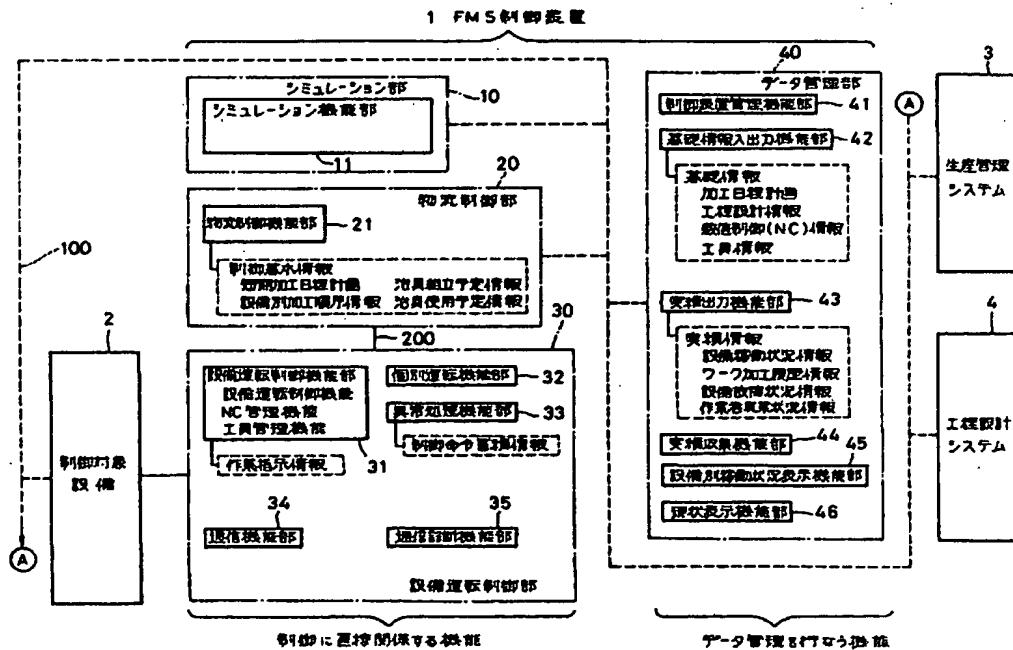 1 FMS制御装置
シミュレーション部
10
シミュレーション機能部
11
20
物流制御部
物流制御機能部
21
制御基本情報
短期加工日程計画 治具組立予定情報
設備別加工順序情報 治具使用予定情報
100
200
30
2
制御対象
設備
設備運転制御機能部
設備運転制御機能
NC管理機能
工具管理機能
31
作業指示情報
個別運転機能部
32
異常処理機能部
33
制御命令蓄積情報
34
通信機能部
35
通信診断機能部
設備運転制御部
制御に直接関係する機能
40
データ管理部
制御装置管理機能部
41
基礎情報入出力機能部
42
基礎情報
加工日程計画
工程設計情報
数値制御(NC)情報
工具情報
実績出力機能部
43
実績情報
設備稼動状況情報
ワーク加工履歴情報
設備故障状況情報
作業者就業状況情報
実績収集機能部
44
45
設備別稼動状況表示機能部
現状表示機能部
46
データ管理を行なう機能
3
生産管理
システム
4
工程設計
システム
A
A